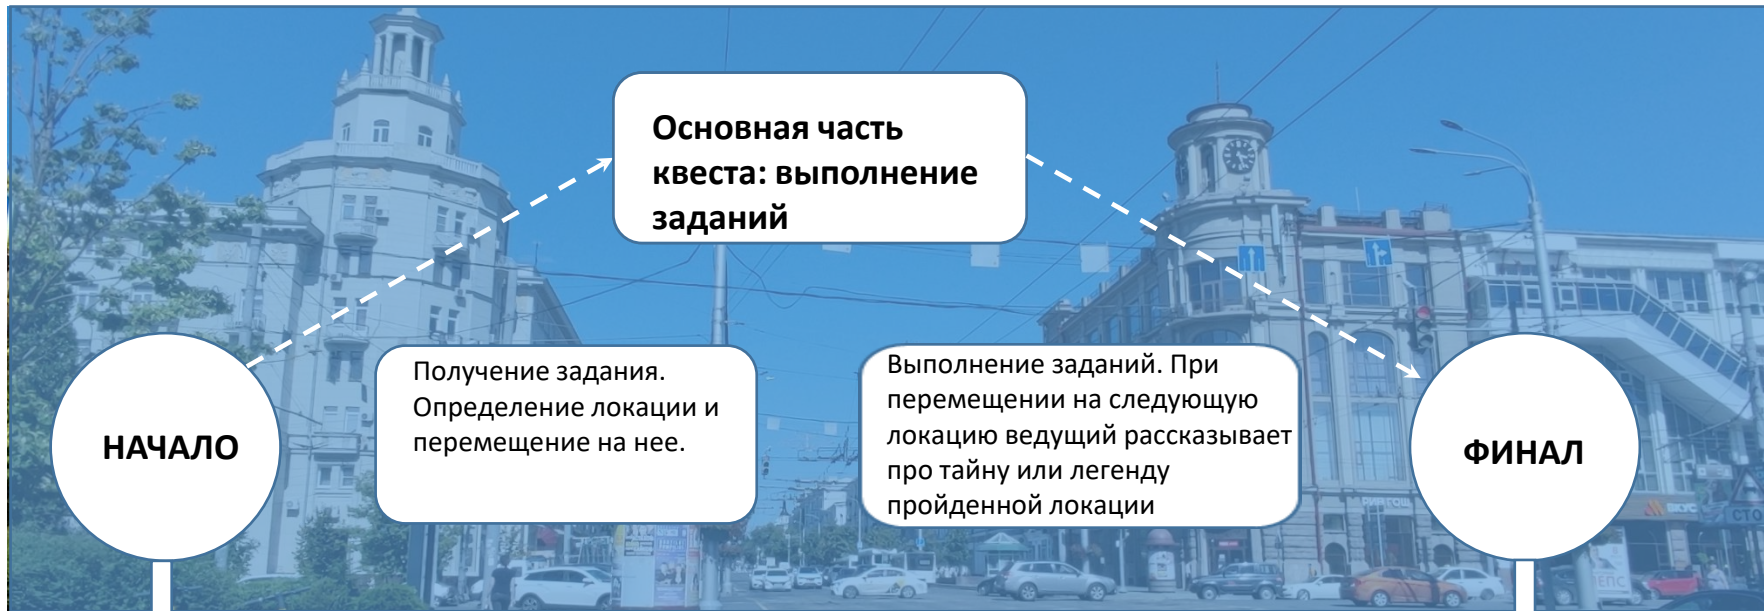 Основная часть
квеста: выполнение
заданий
НАЧАЛО
Получение задания.
Определение локации и
перемещение на нее.
Выполнение заданий. При
перемещении на следующую
локацию ведущий рассказывает
про тайну или легенду
пройденной локации
ФИНАЛ